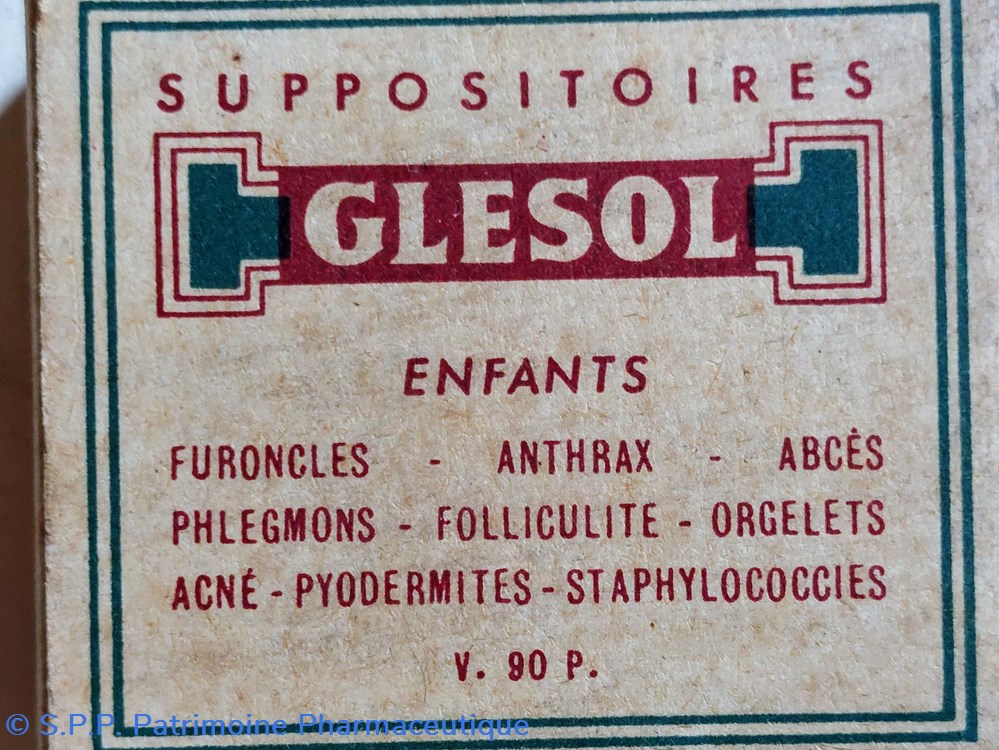 SUPPOSITOIRES
GLESOL
ENFANTS
FURONCLES - ANTHRAX - ABCÈS
PHLEGMONS - FOLLICULITE - ORGELETS
ACNÉ - PYODERMITES - STAPHYLOCOCCIES
V. 90 P.
© S.P.P. Patrimoine Pharmaceutique